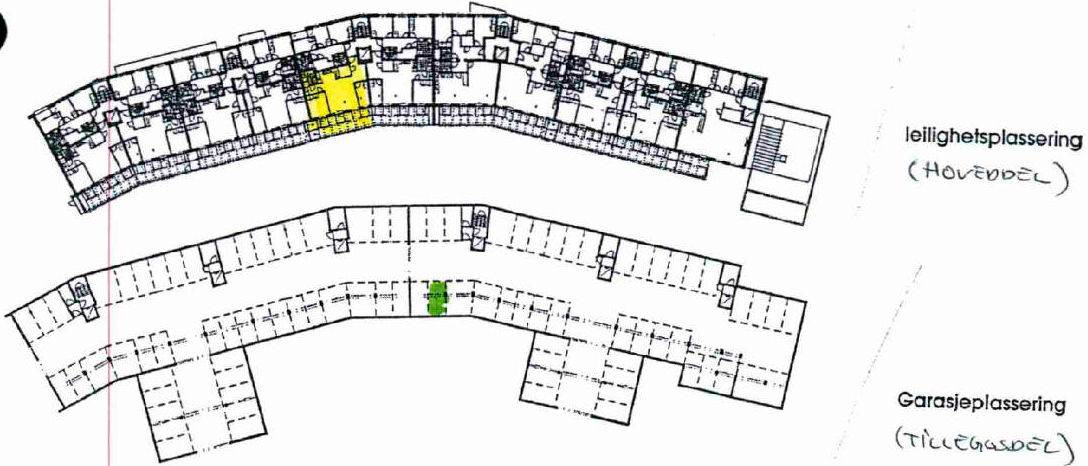 leilighetsplassering
(HOVEDDEL)
Garasjeplassering
(TILLEGGSDEL)